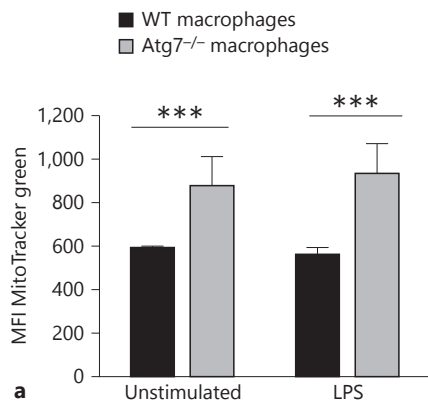 WT macrophages
Atg7–/– macrophages
***
***
1,200
1,000
800
600
400
200
0
MFI MitoTracker green
a
Unstimulated
LPS